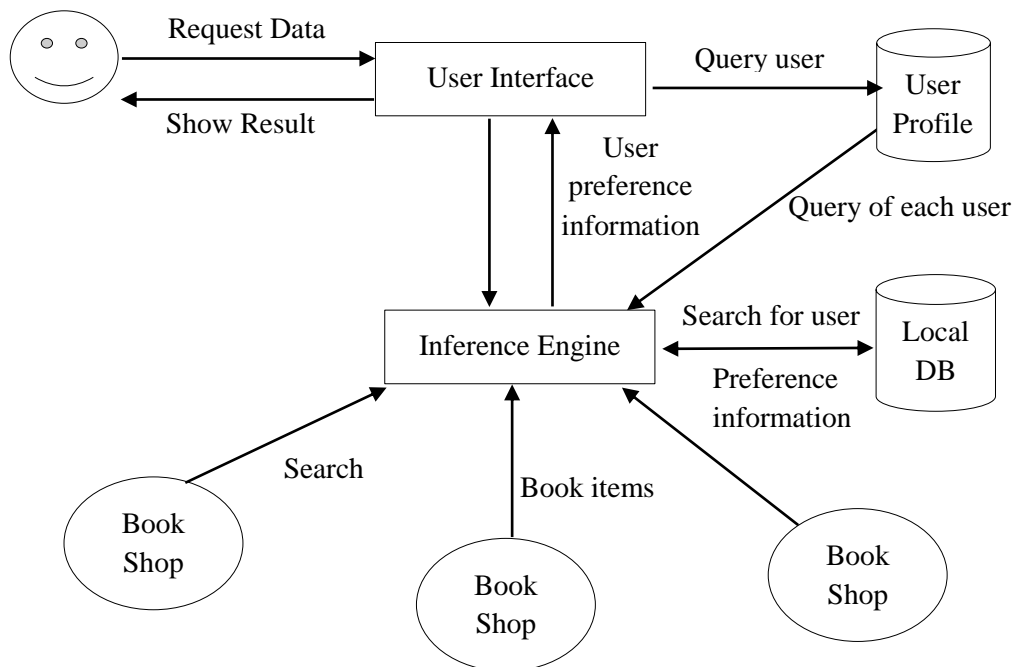 Request Data
Show Result
User Interface
Query user
User
Profile
User
preference
information
Query of each user
Inference Engine
Search for user
Preference
information
Local
DB
Search
Book items
Book
Shop
Book
Shop
Book
Shop